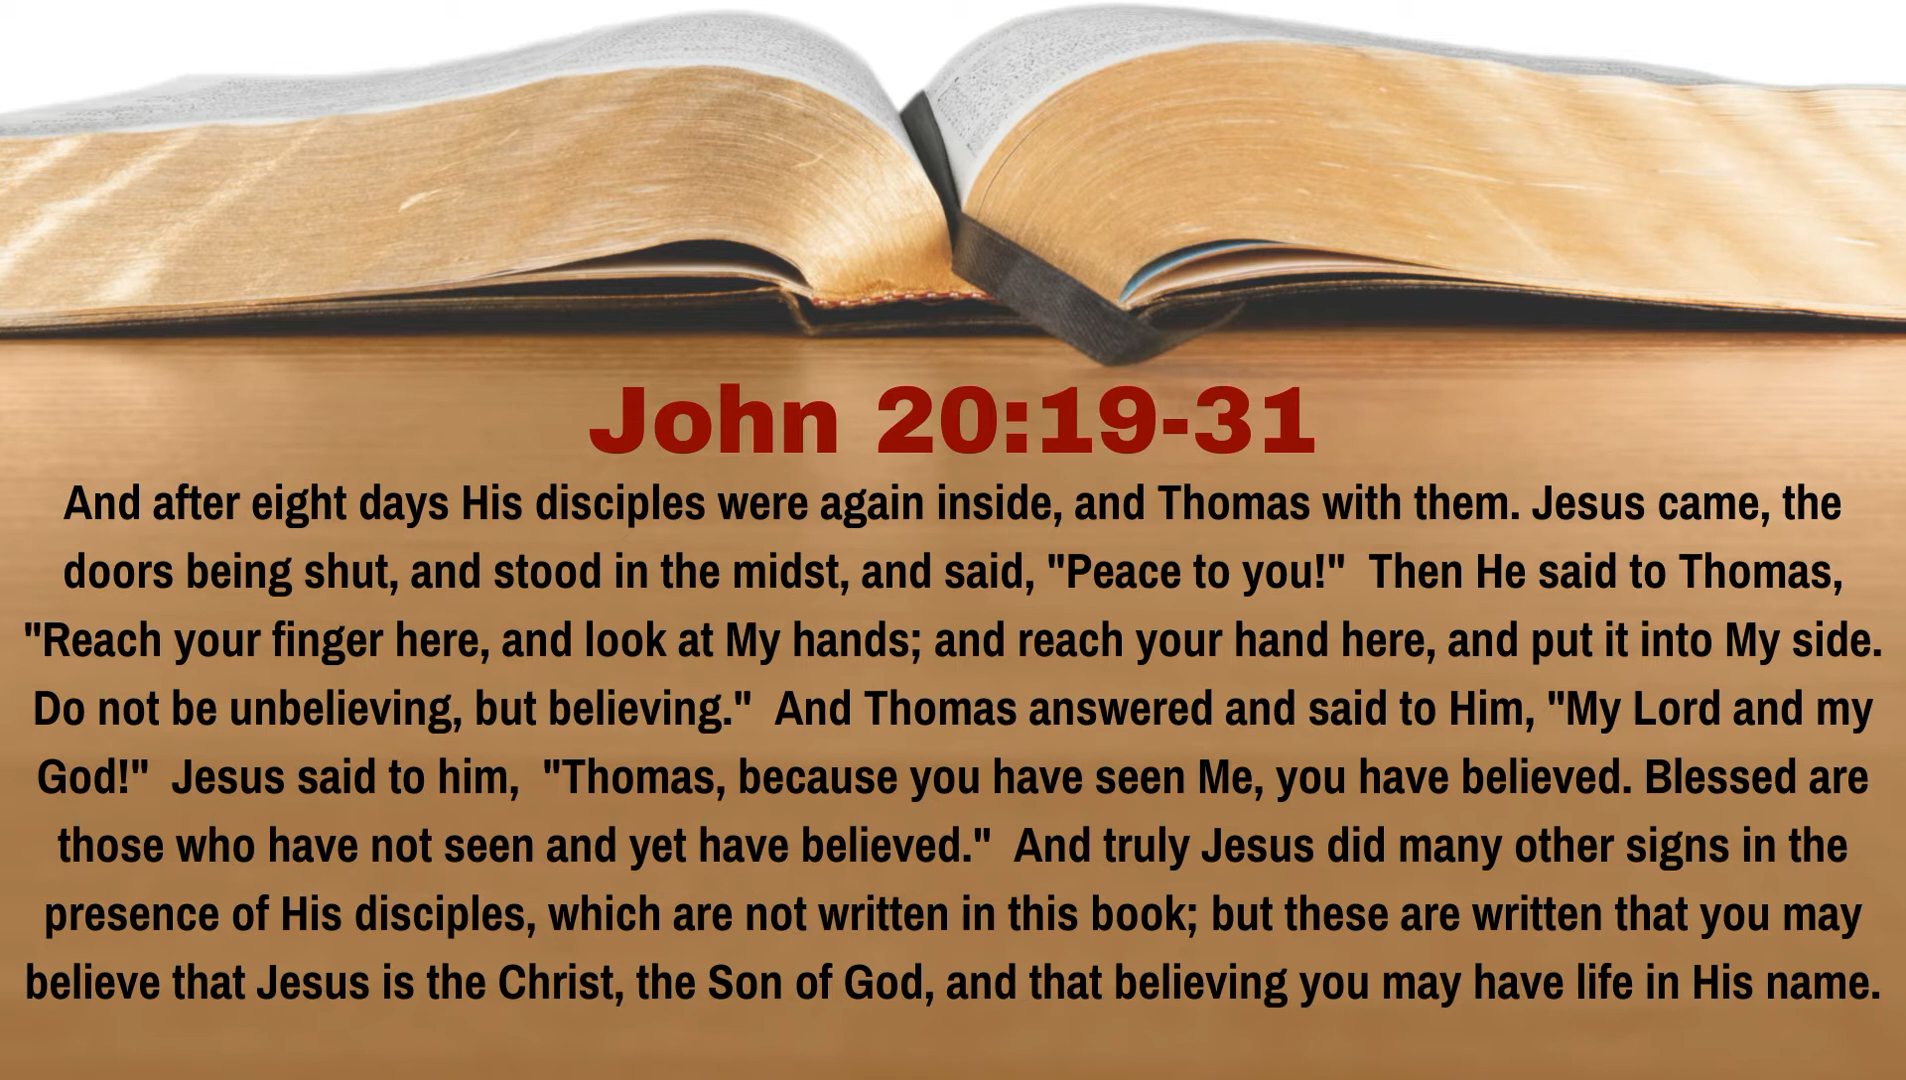 John 20:19-31
And after eight days His disciples were again inside, and Thomas with them. Jesus came, the
doors being shut, and stood in the midst, and said, "Peace to you!"  Then He said to Thomas,
"Reach your finger here, and look at My hands; and reach your hand here, and put it into My side.
Do not be unbelieving, but believing."  And Thomas answered and said to Him, "My Lord and my
God!"  Jesus said to him,  "Thomas, because you have seen Me, you have believed. Blessed are
those who have not seen and yet have believed."  And truly Jesus did many other signs in the
presence of His disciples, which are not written in this book; but these are written that you may
believe that Jesus is the Christ, the Son of God, and that believing you may have life in His name.